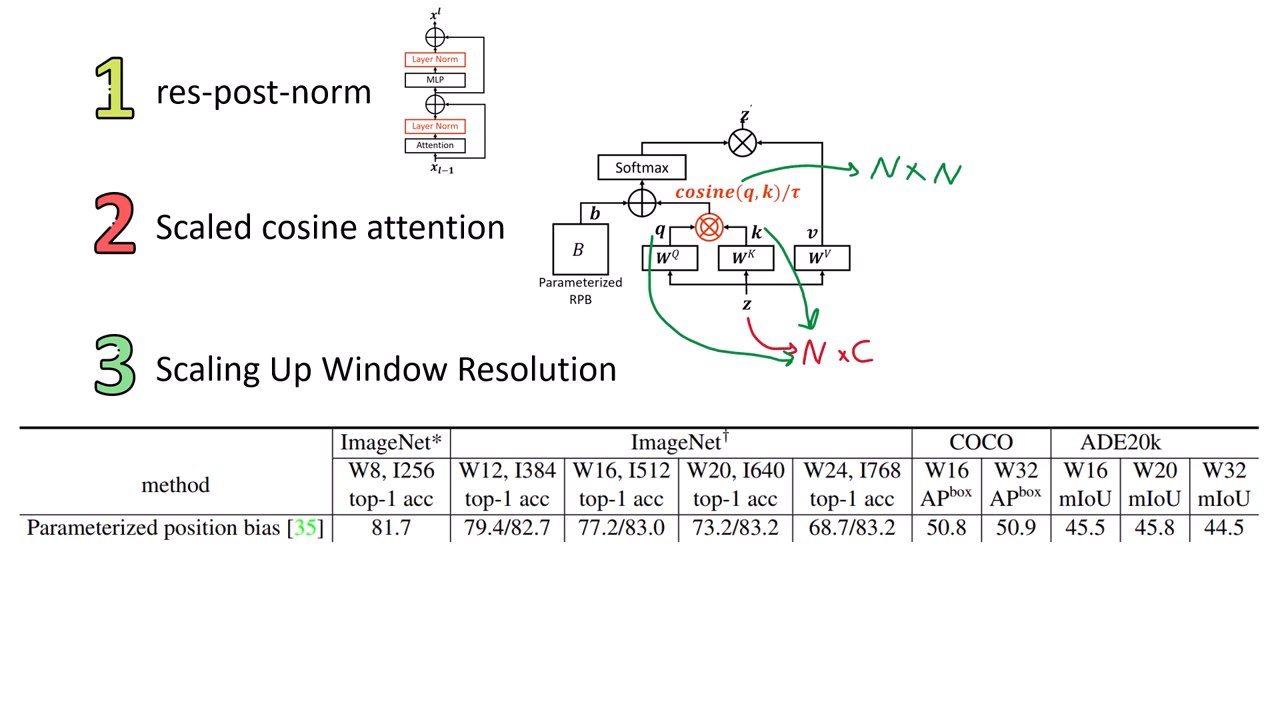 1 res-post-norm
x^l
Layer Norm
MLP
Layer Norm
Attention
x_{l-1}
2 Scaled cosine attention
z'
Softmax
cosine(q, k)/τ
N×N
b
q
k
v
B
W^Q
W^K
W^V
Parameterized
RPB
z
N×C
3 Scaling Up Window Resolution
method ImageNet* ImageNet† COCO ADE20k
W8, I256 W12, I384 W16, I512 W20, I640 W24, I768 W16 W32 W16 W20 W32
top-1 acc top-1 acc top-1 acc top-1 acc top-1 acc AP^box AP^box mIoU mIoU mIoU
Parameterized position bias [35] 81.7 79.4/82.7 77.2/83.0 73.2/83.2 68.7/83.2 50.8 50.9 45.5 45.8 44.5